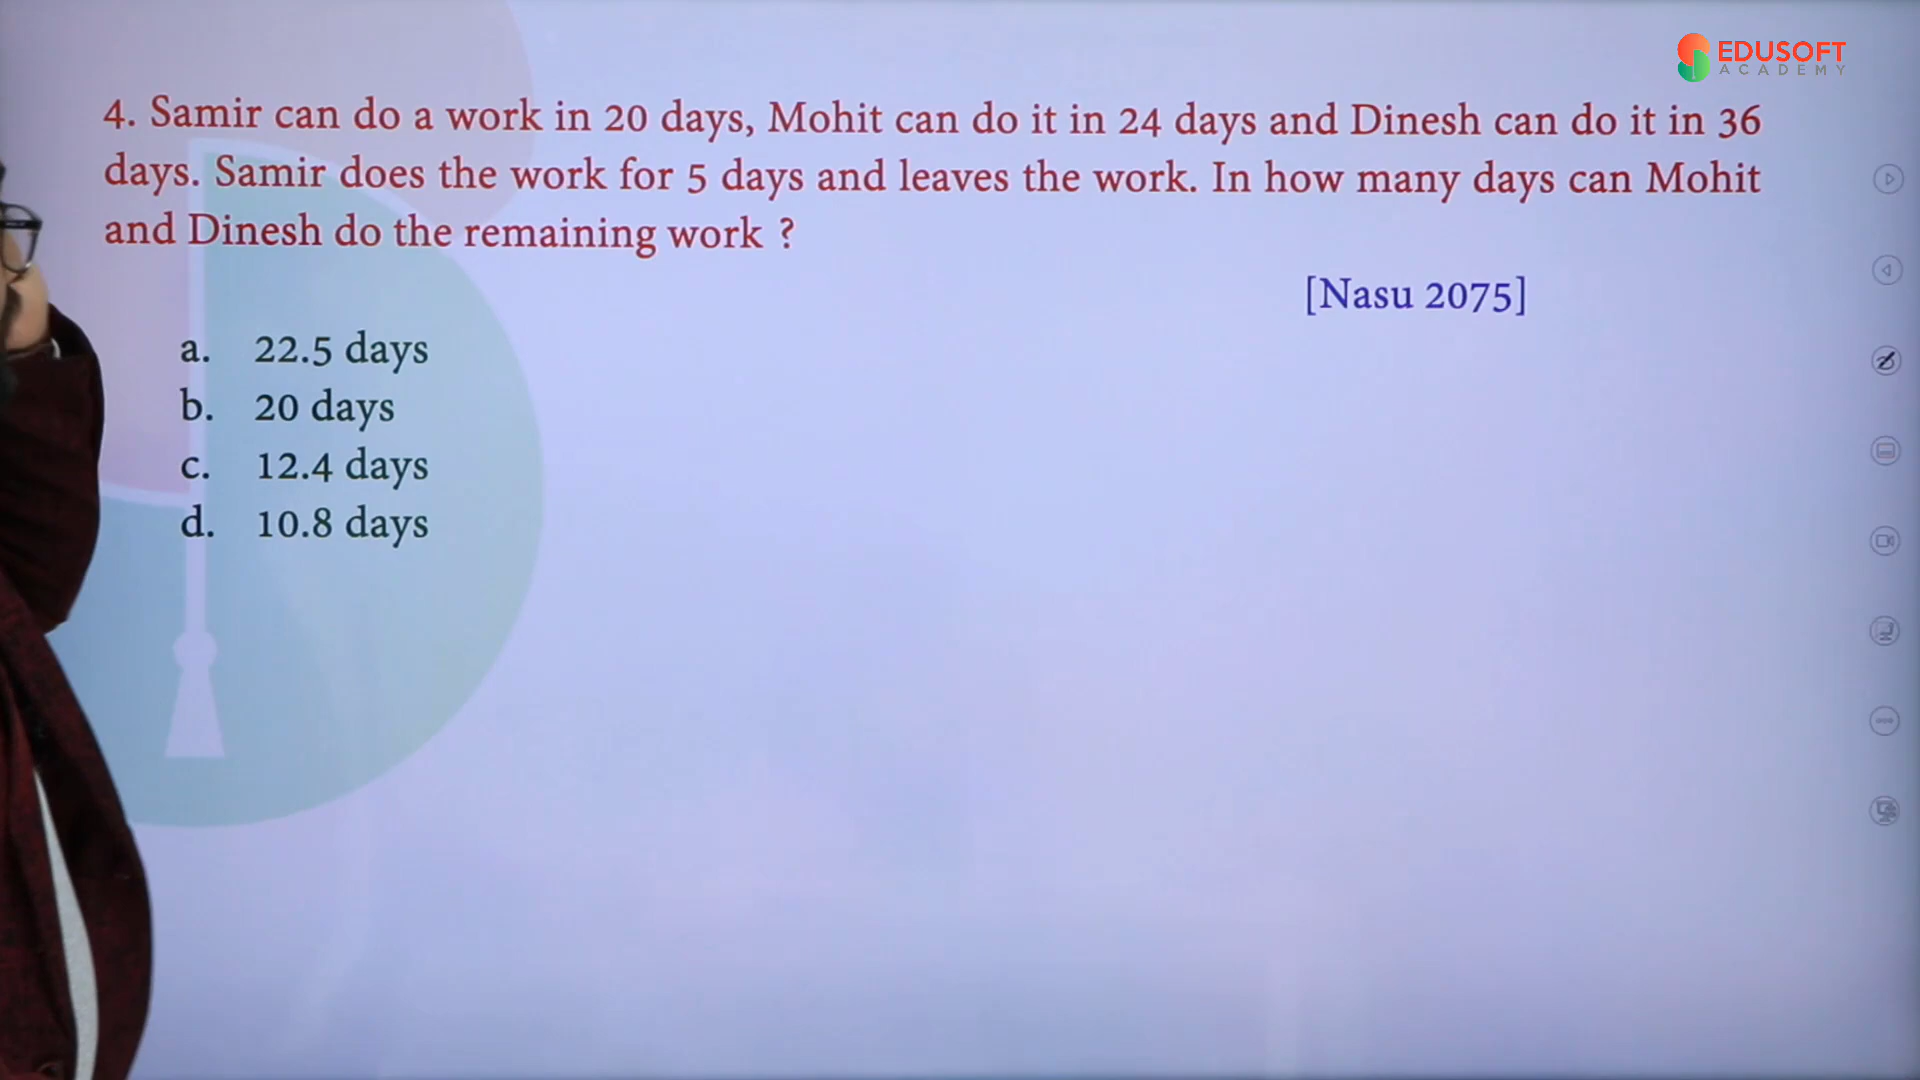 EDUSOFT
ACADEMY
4. Samir can do a work in 20 days, Mohit can do it in 24 days and Dinesh can do it in 36
days. Samir does the work for 5 days and leaves the work. In how many days can Mohit
and Dinesh do the remaining work ?
[Nasu 2075]
a. 22.5 days
b. 20 days
c. 12.4 days
d. 10.8 days